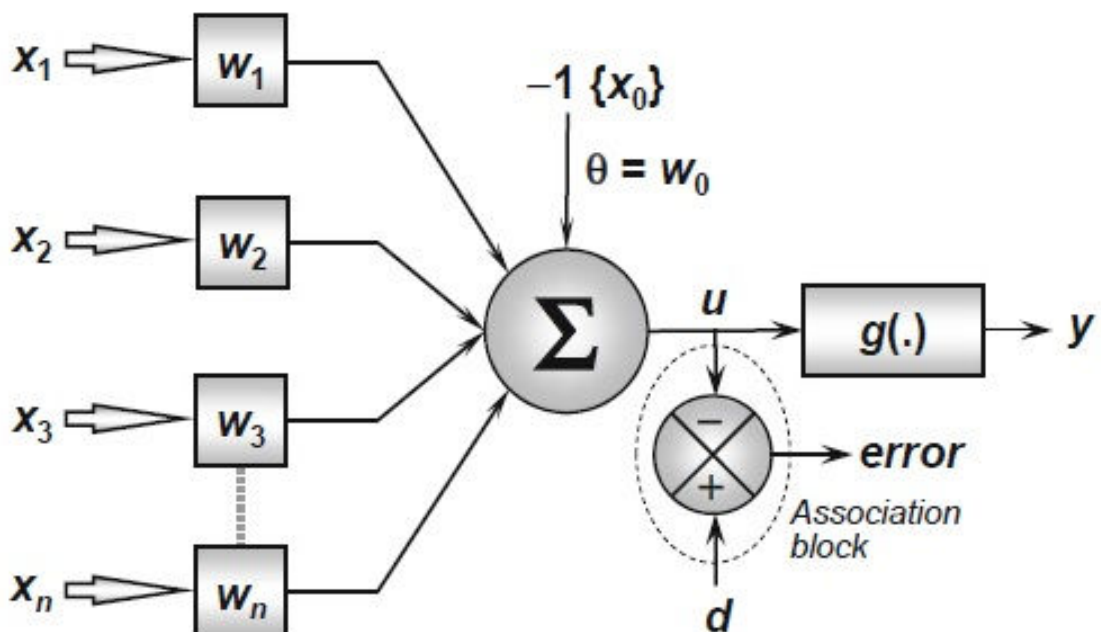 x₁
w₁
−1 {x₀}
θ = w₀
x₂
w₂
Σ
u
g(.)
y
x₃
w₃
−
+
error
Association
block
xₙ
wₙ
d